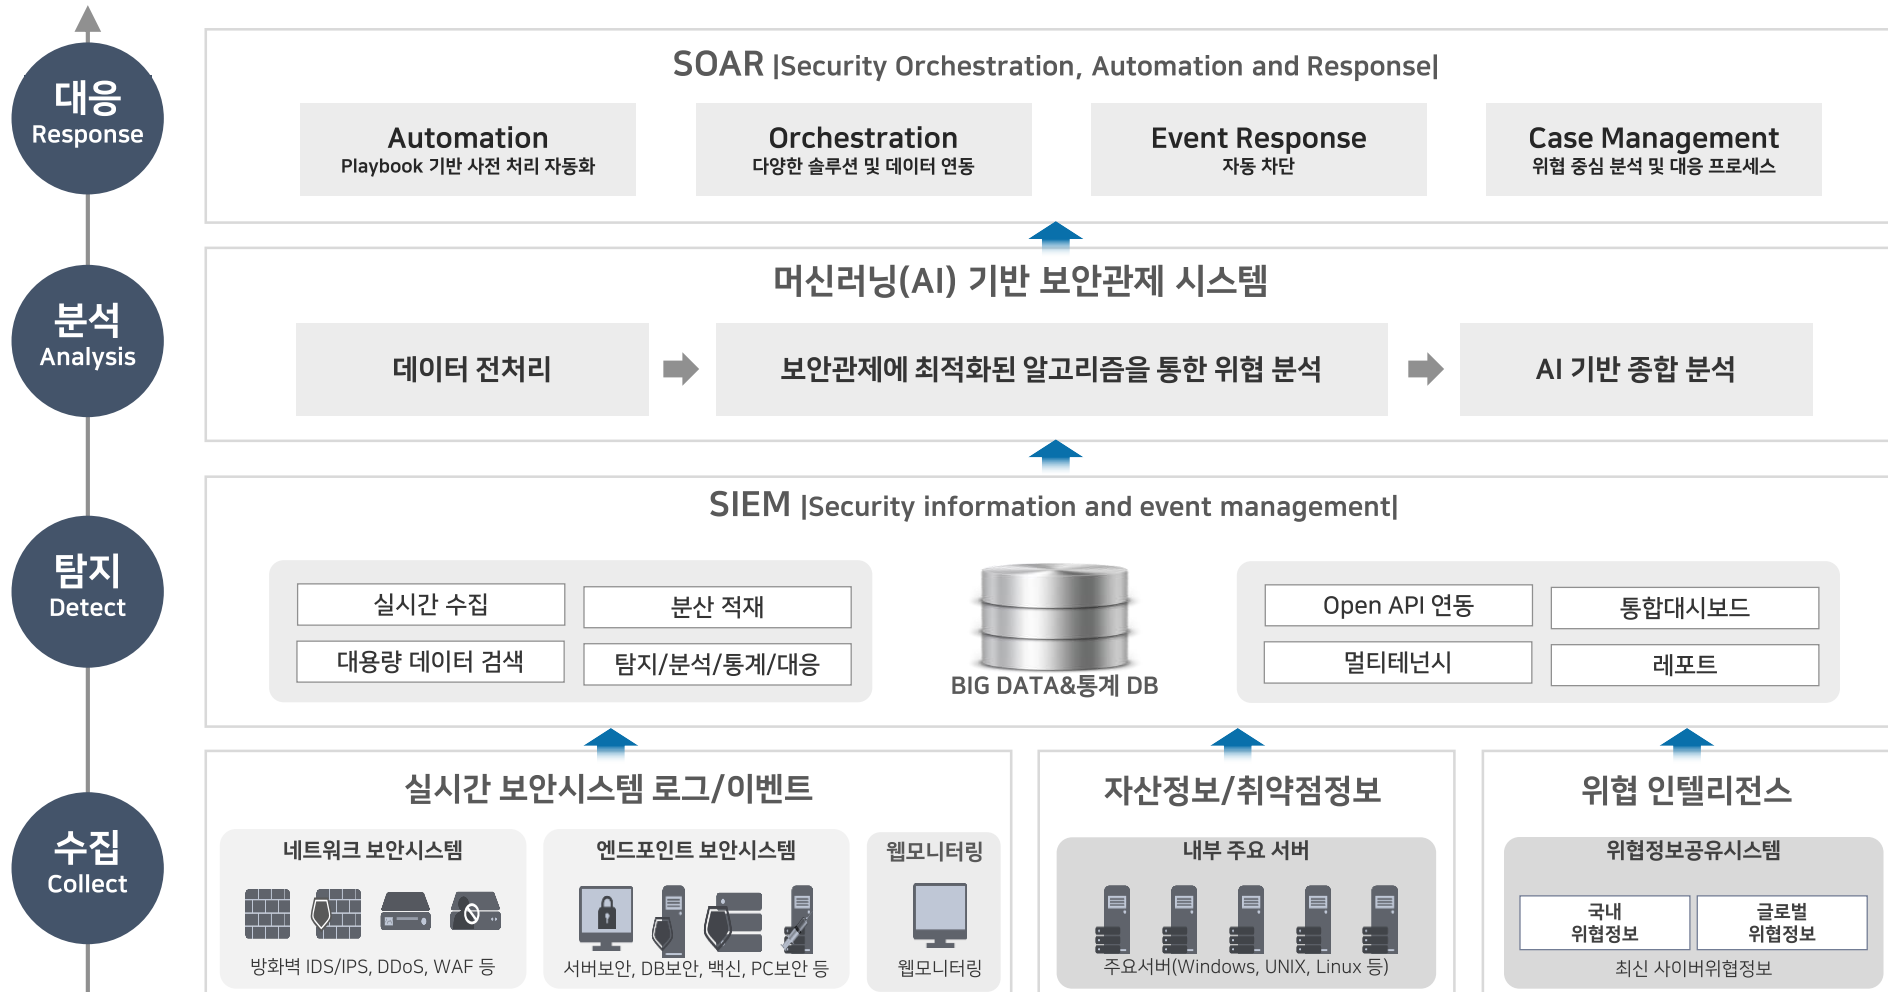 대응
Response
SOAR |Security Orchestration, Automation and Response|
Automation
Playbook 기반 사전 처리 자동화
Orchestration
다양한 솔루션 및 데이터 연동
Event Response
자동 차단
Case Management
위협 중심 분석 및 대응 프로세스
분석
Analysis
머신러닝(AI) 기반 보안관제 시스템
데이터 전처리
보안관제에 최적화된 알고리즘을 통한 위협 분석
AI 기반 종합 분석
탐지
Detect
SIEM |Security information and event management|
실시간 수집
분산 적재
대용량 데이터 검색
탐지/분석/통계/대응
BIG DATA&통계 DB
Open API 연동
통합대시보드
멀티테넌시
레포트
수집
Collect
실시간 보안시스템 로그/이벤트
네트워크 보안시스템
방화벽 IDS/IPS, DDoS, WAF 등
엔드포인트 보안시스템
서버보안, DB보안, 백신, PC보안 등
웹모니터링
웹모니터링
자산정보/취약점정보
내부 주요 서버
주요서버(Windows, UNIX, Linux 등)
위협 인텔리전스
위협정보공유시스템
국내
위협정보
글로벌
위협정보
최신 사이버위협정보